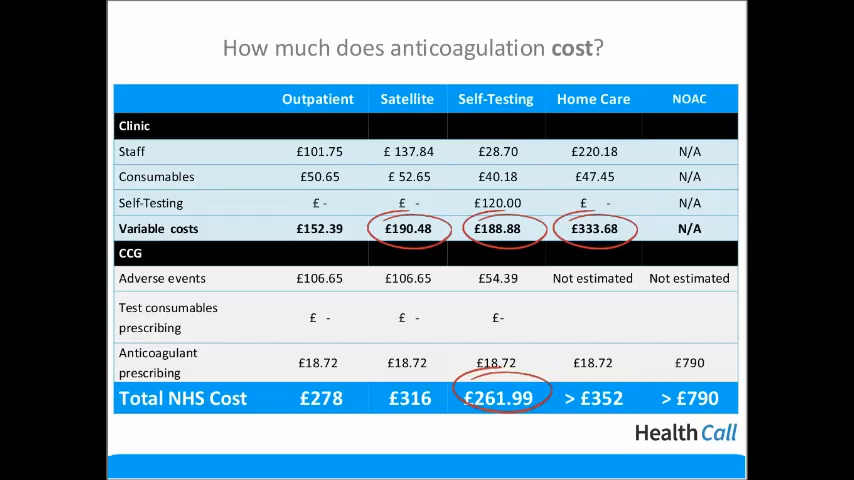 How much does anticoagulation cost?
Outpatient Satellite Self-Testing Home Care NOAC
Clinic
Staff £101.75 £ 137.84 £28.70 £220.18 N/A
Consumables £50.65 £ 52.65 £40.18 £47.45 N/A
Self-Testing £ - £ - £120.00 £ - N/A
Variable costs £152.39 £190.48 £188.88 £333.68 N/A
CCG
Adverse events £106.65 £106.65 £54.39 Not estimated Not estimated
Test consumables
prescribing £ - £ - £-
Anticoagulant
prescribing £18.72 £18.72 £18.72 £18.72 £790
Total NHS Cost £278 £316 £261.99 > £352 > £790
Health Call